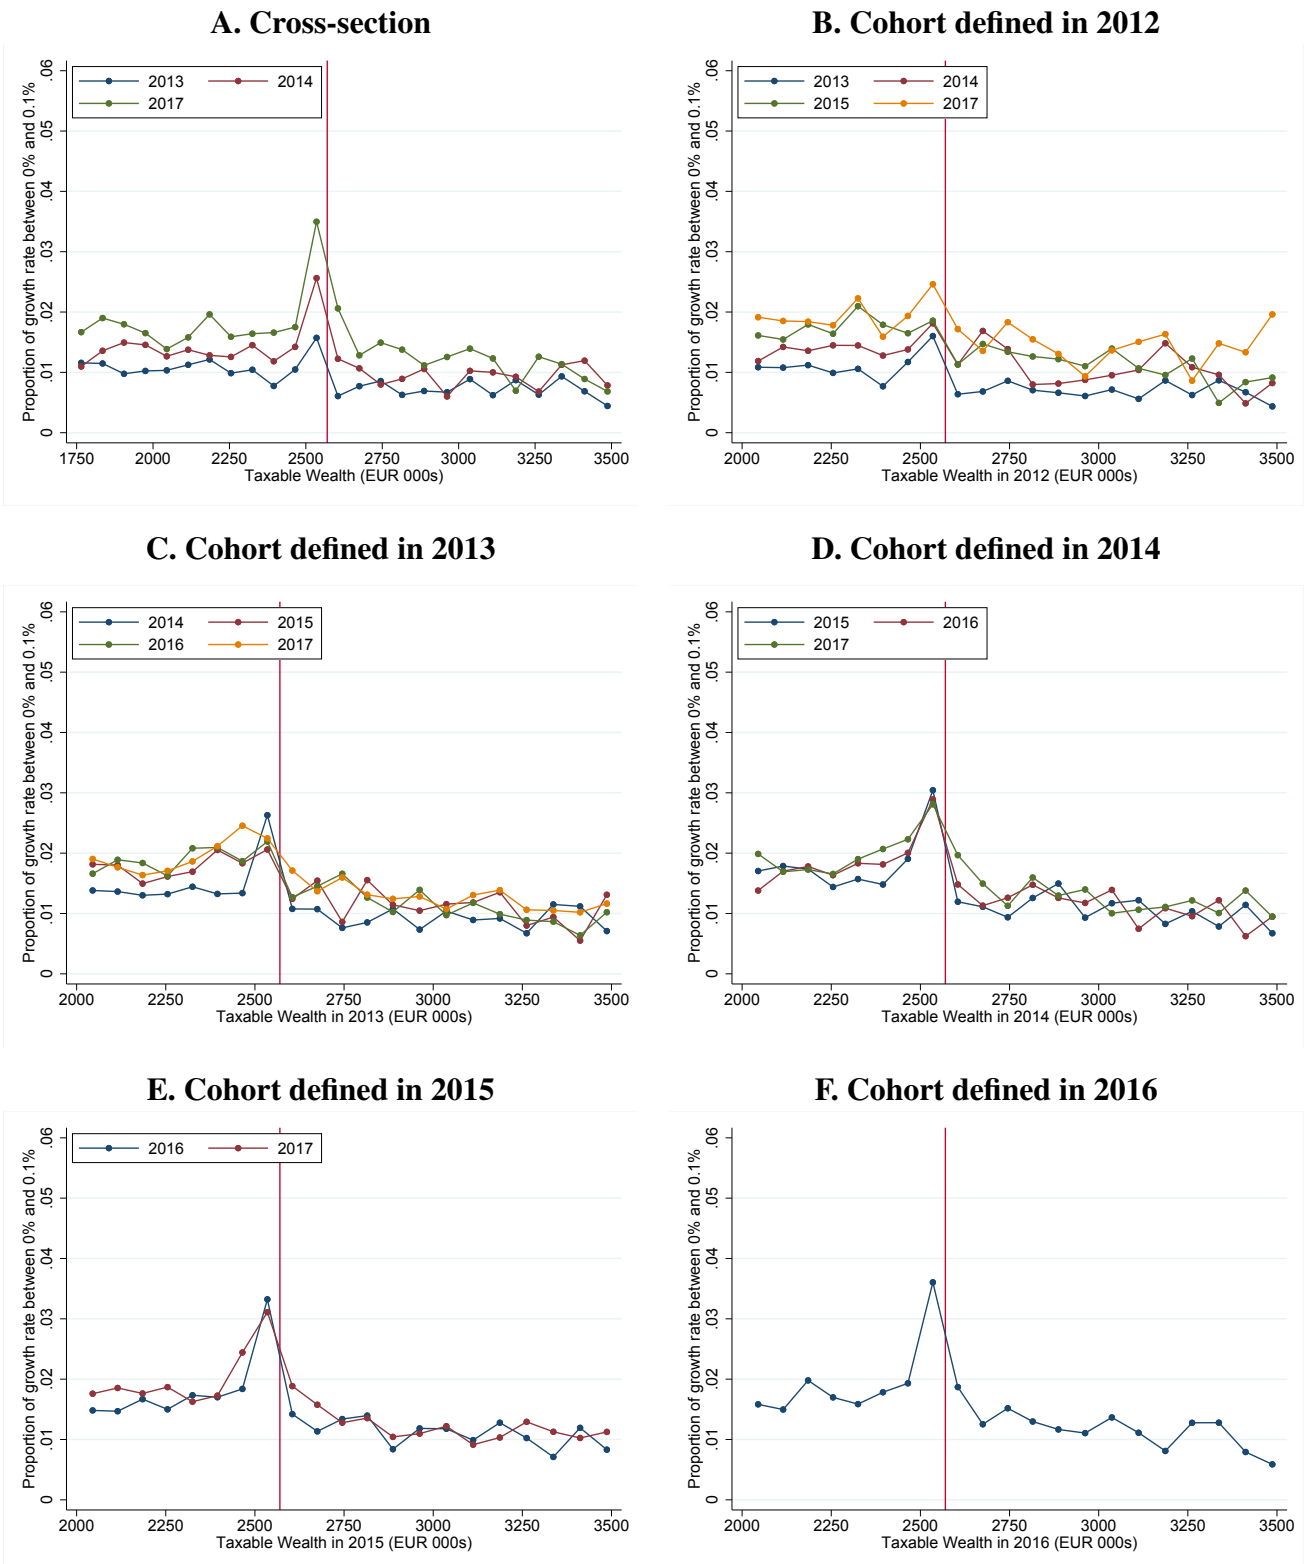 A. Cross-section
B. Cohort defined in 2012
Proportion of growth rate between 0% and 0.1%
0 .01 .02 .03 .04 .05 .06
2013 2014
2017
1750 2000 2250 2500 2750 3000 3250 3500
Taxable Wealth (EUR 000s)
Proportion of growth rate between 0% and 0.1%
0 .01 .02 .03 .04 .05 .06
2013 2014
2015 2017
2000 2250 2500 2750 3000 3250 3500
Taxable Wealth in 2012 (EUR 000s)
C. Cohort defined in 2013
D. Cohort defined in 2014
Proportion of growth rate between 0% and 0.1%
0 .01 .02 .03 .04 .05 .06
2014 2015
2016 2017
2000 2250 2500 2750 3000 3250 3500
Taxable Wealth in 2013 (EUR 000s)
Proportion of growth rate between 0% and 0.1%
0 .01 .02 .03 .04 .05 .06
2015 2016
2017
2000 2250 2500 2750 3000 3250 3500
Taxable Wealth in 2014 (EUR 000s)
E. Cohort defined in 2015
F. Cohort defined in 2016
Proportion of growth rate between 0% and 0.1%
0 .01 .02 .03 .04 .05 .06
2016 2017
2000 2250 2500 2750 3000 3250 3500
Taxable Wealth in 2015 (EUR 000s)
Proportion of growth rate between 0% and 0.1%
0 .01 .02 .03 .04 .05 .06
2000 2250 2500 2750 3000 3250 3500
Taxable Wealth in 2016 (EUR 000s)